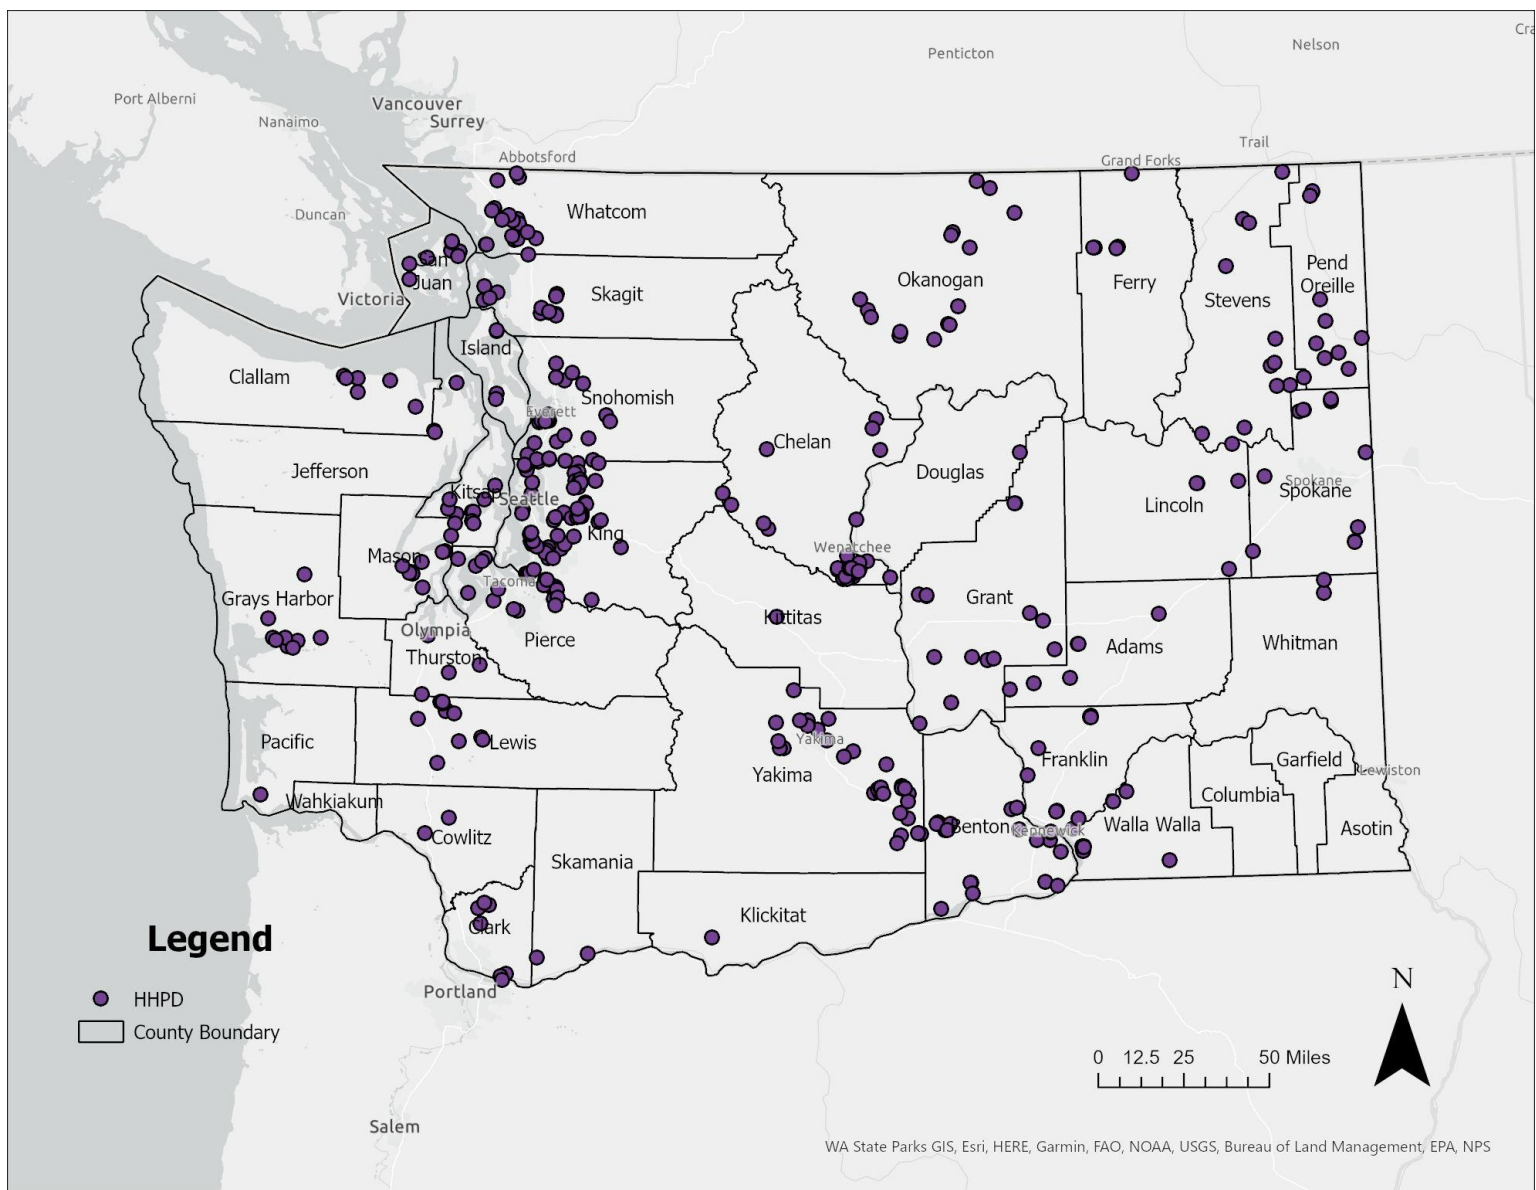 Cra
Nelson
Penticton
Port Alberni
Vancouver
Surrey
Nanaimo
Trail
Abbotsford
Grand Forks
Duncan
Whatcom
San
Juan
Victoria
Skagit
Okanogan
Ferry
Stevens
Pend
Oreille
Island
Clallam
Snohomish
Everett
Chelan
Douglas
Jefferson
Kitsap
Seattle
Lincoln
Spokane
Spokane
King
Mason
Wenatchee
Tacoma
Grays Harbor
Grant
Kittitas
Olympia
Pierce
Adams
Whitman
Thurston
Pacific
Lewis
Yakima
Yakima
Franklin
Garfield
Lewiston
Columbia
Wahkiakum
Cowlitz
Benton
Kennewick
Walla Walla
Asotin
Skamania
Klickitat
Clark
Portland
Legend
HHPD
County Boundary
N
0 12.5 25 50 Miles
Salem
WA State Parks GIS, Esri, HERE, Garmin, FAO, NOAA, USGS, Bureau of Land Management, EPA, NPS